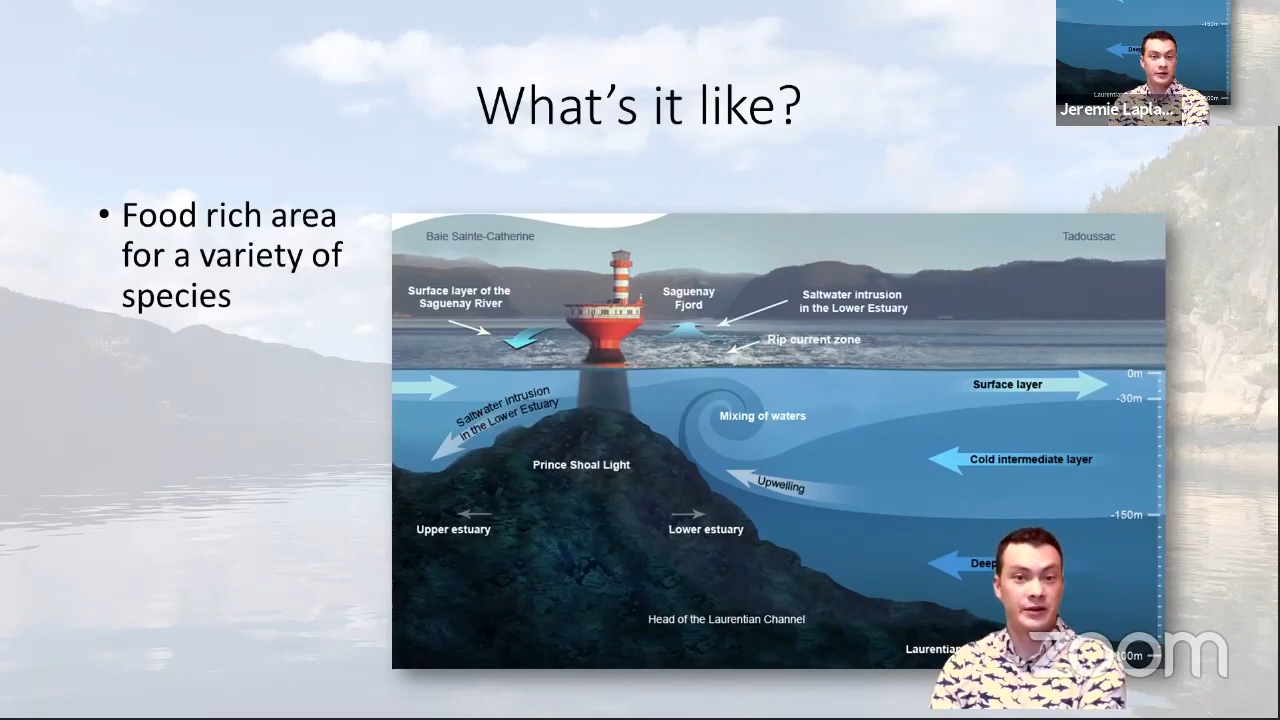 What's it like?
-150m
Deep
Laurentian
Jeremie Lapla...
• Food rich area
for a variety of
species
Baie Sainte-Catherine
Tadoussac
Surface layer of the
Saguenay River
Saguenay
Fjord
Saltwater intrusion
in the Lower Estuary
Rip current zone
0m
Surface layer
-30m
Saltwater intrusion
in the Lower Estuary
Mixing of waters
Prince Shoal Light
Cold intermediate layer
Upwelling
-150m
Upper estuary
Lower estuary
Deep
Head of the Laurentian Channel
Laurentian
zoom